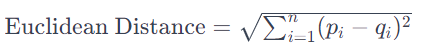 Euclidean Distance = √∑ⁿᵢ₌₁(pᵢ − qᵢ)²